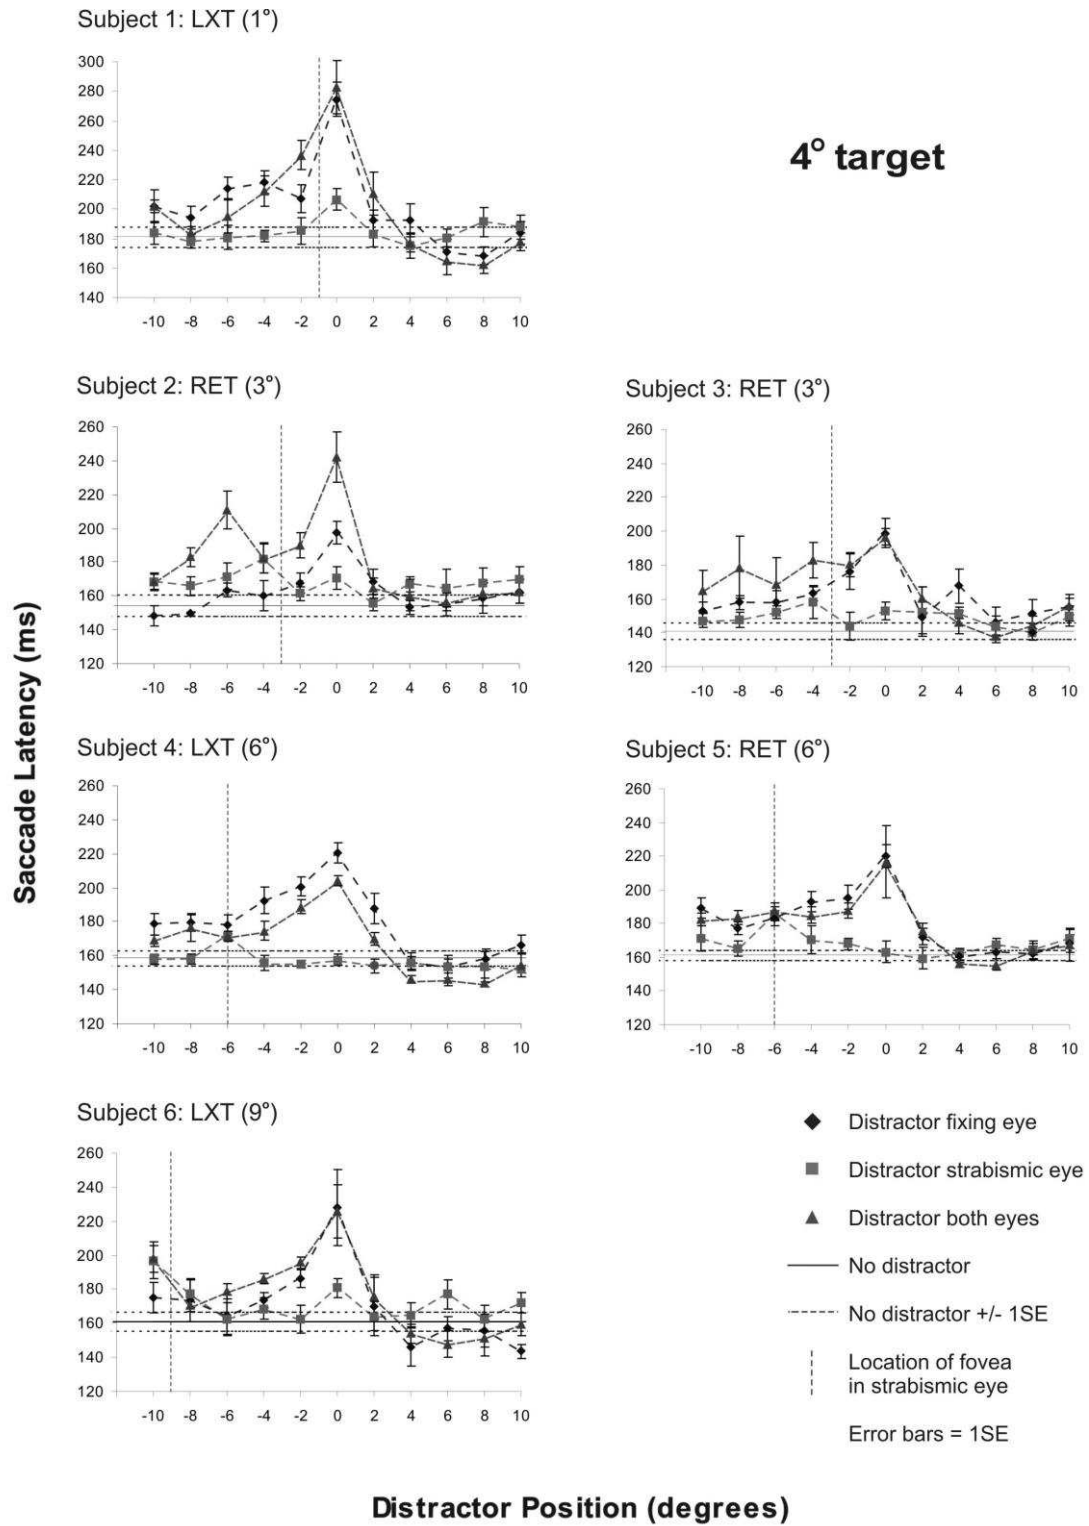 Subject 1: LXT (1°)
300
280
260
240
220
200
180
160
140
-10 -8 -6 -4 -2 0 2 4 6 8 10
4° target
Subject 2: RET (3°)
260
240
220
200
180
160
140
120
-10 -8 -6 -4 -2 0 2 4 6 8 10
Subject 3: RET (3°)
260
240
220
200
180
160
140
120
-10 -8 -6 -4 -2 0 2 4 6 8 10
Saccade Latency (ms)
Subject 4: LXT (6°)
260
240
220
200
180
160
140
120
-10 -8 -6 -4 -2 0 2 4 6 8 10
Subject 5: RET (6°)
260
240
220
200
180
160
140
120
-10 -8 -6 -4 -2 0 2 4 6 8 10
Subject 6: LXT (9°)
260
240
220
200
180
160
140
120
-10 -8 -6 -4 -2 0 2 4 6 8 10
Distractor fixing eye
Distractor strabismic eye
Distractor both eyes
No distractor
No distractor +/- 1SE
Location of fovea
in strabismic eye
Error bars = 1SE
Distractor Position (degrees)